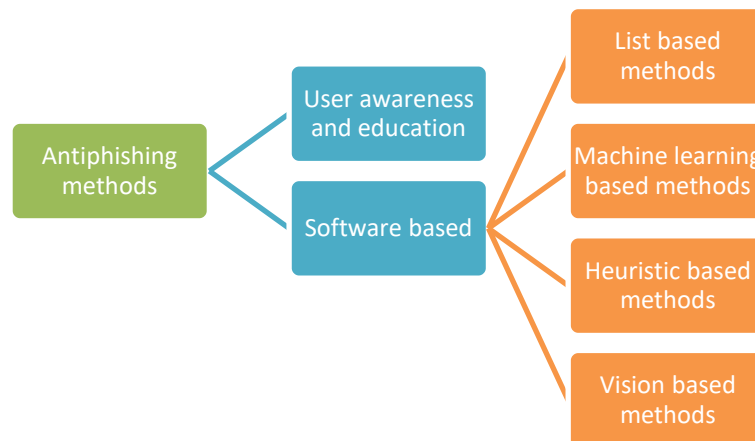 Antiphishing
methods
User awareness
and education
Software based
List based
methods
Machine learning
based methods
Heuristic based
methods
Vision based
methods